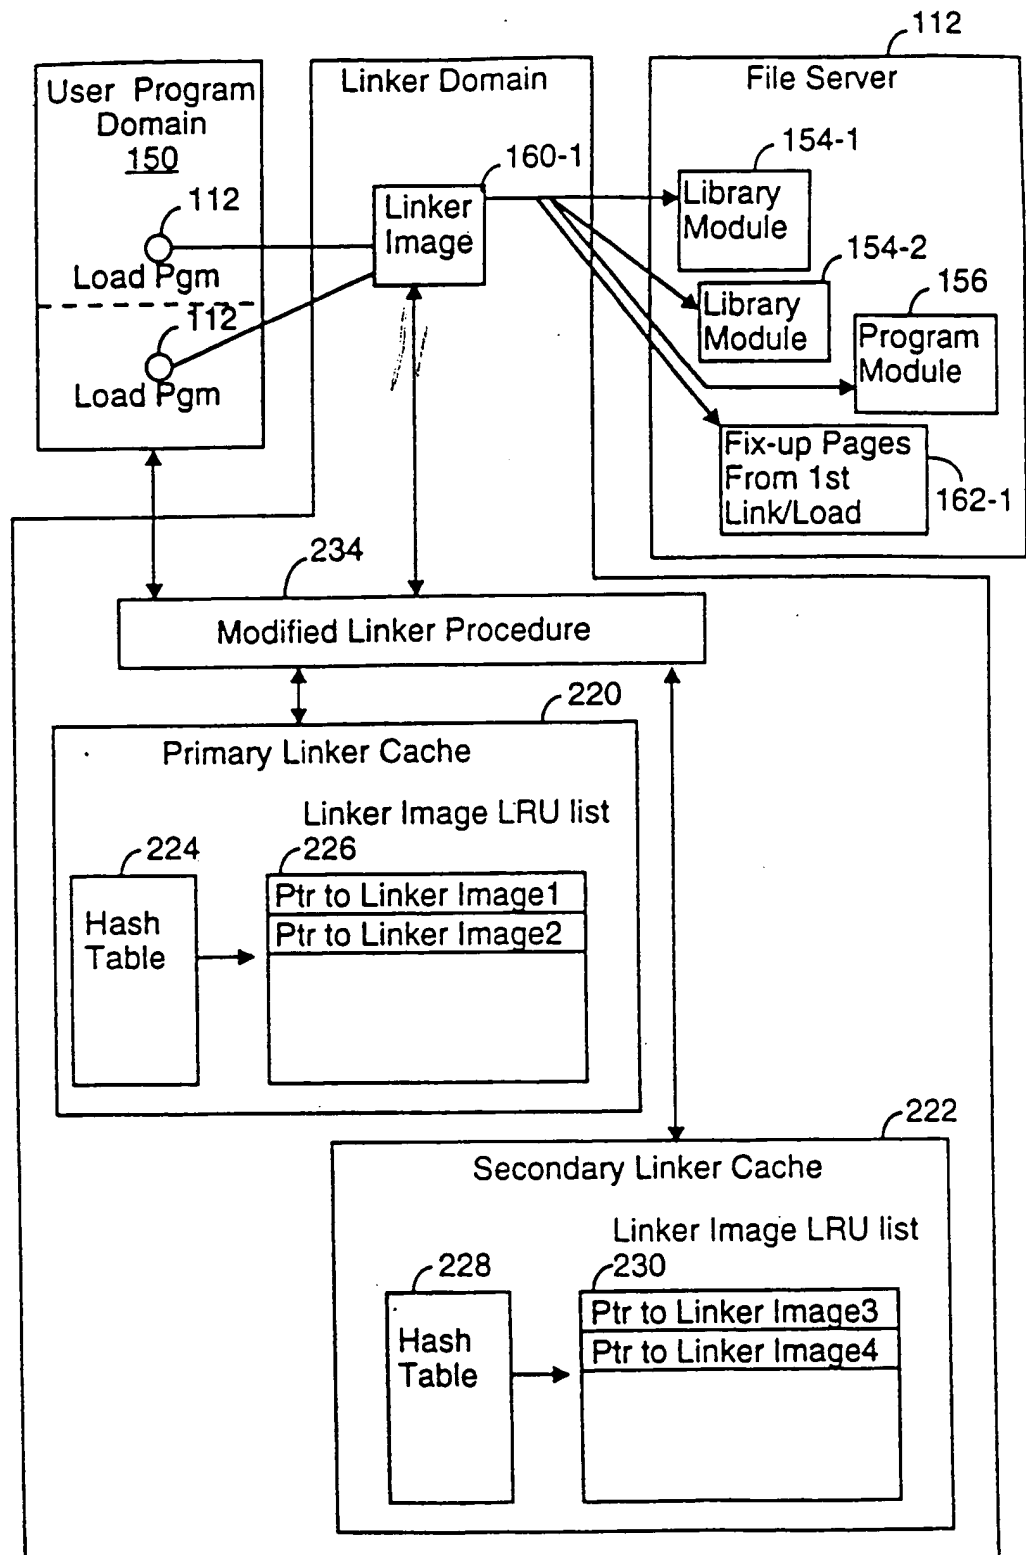 112
User Program
Domain
150
Linker Domain
File Server
160-1
154-1
Linker
Image
Library
Module
112
Load Pgm
154-2
156
Library
Module
Program
Module
112
Load Pgm
Fix-up Pages
From 1st
Link/Load
162-1
234
Modified Linker Procedure
220
Primary Linker Cache
Linker Image LRU list
224
226
Hash
Table
Ptr to Linker Image1
Ptr to Linker Image2
222
Secondary Linker Cache
Linker Image LRU list
228
230
Hash
Table
Ptr to Linker Image3
Ptr to Linker Image4